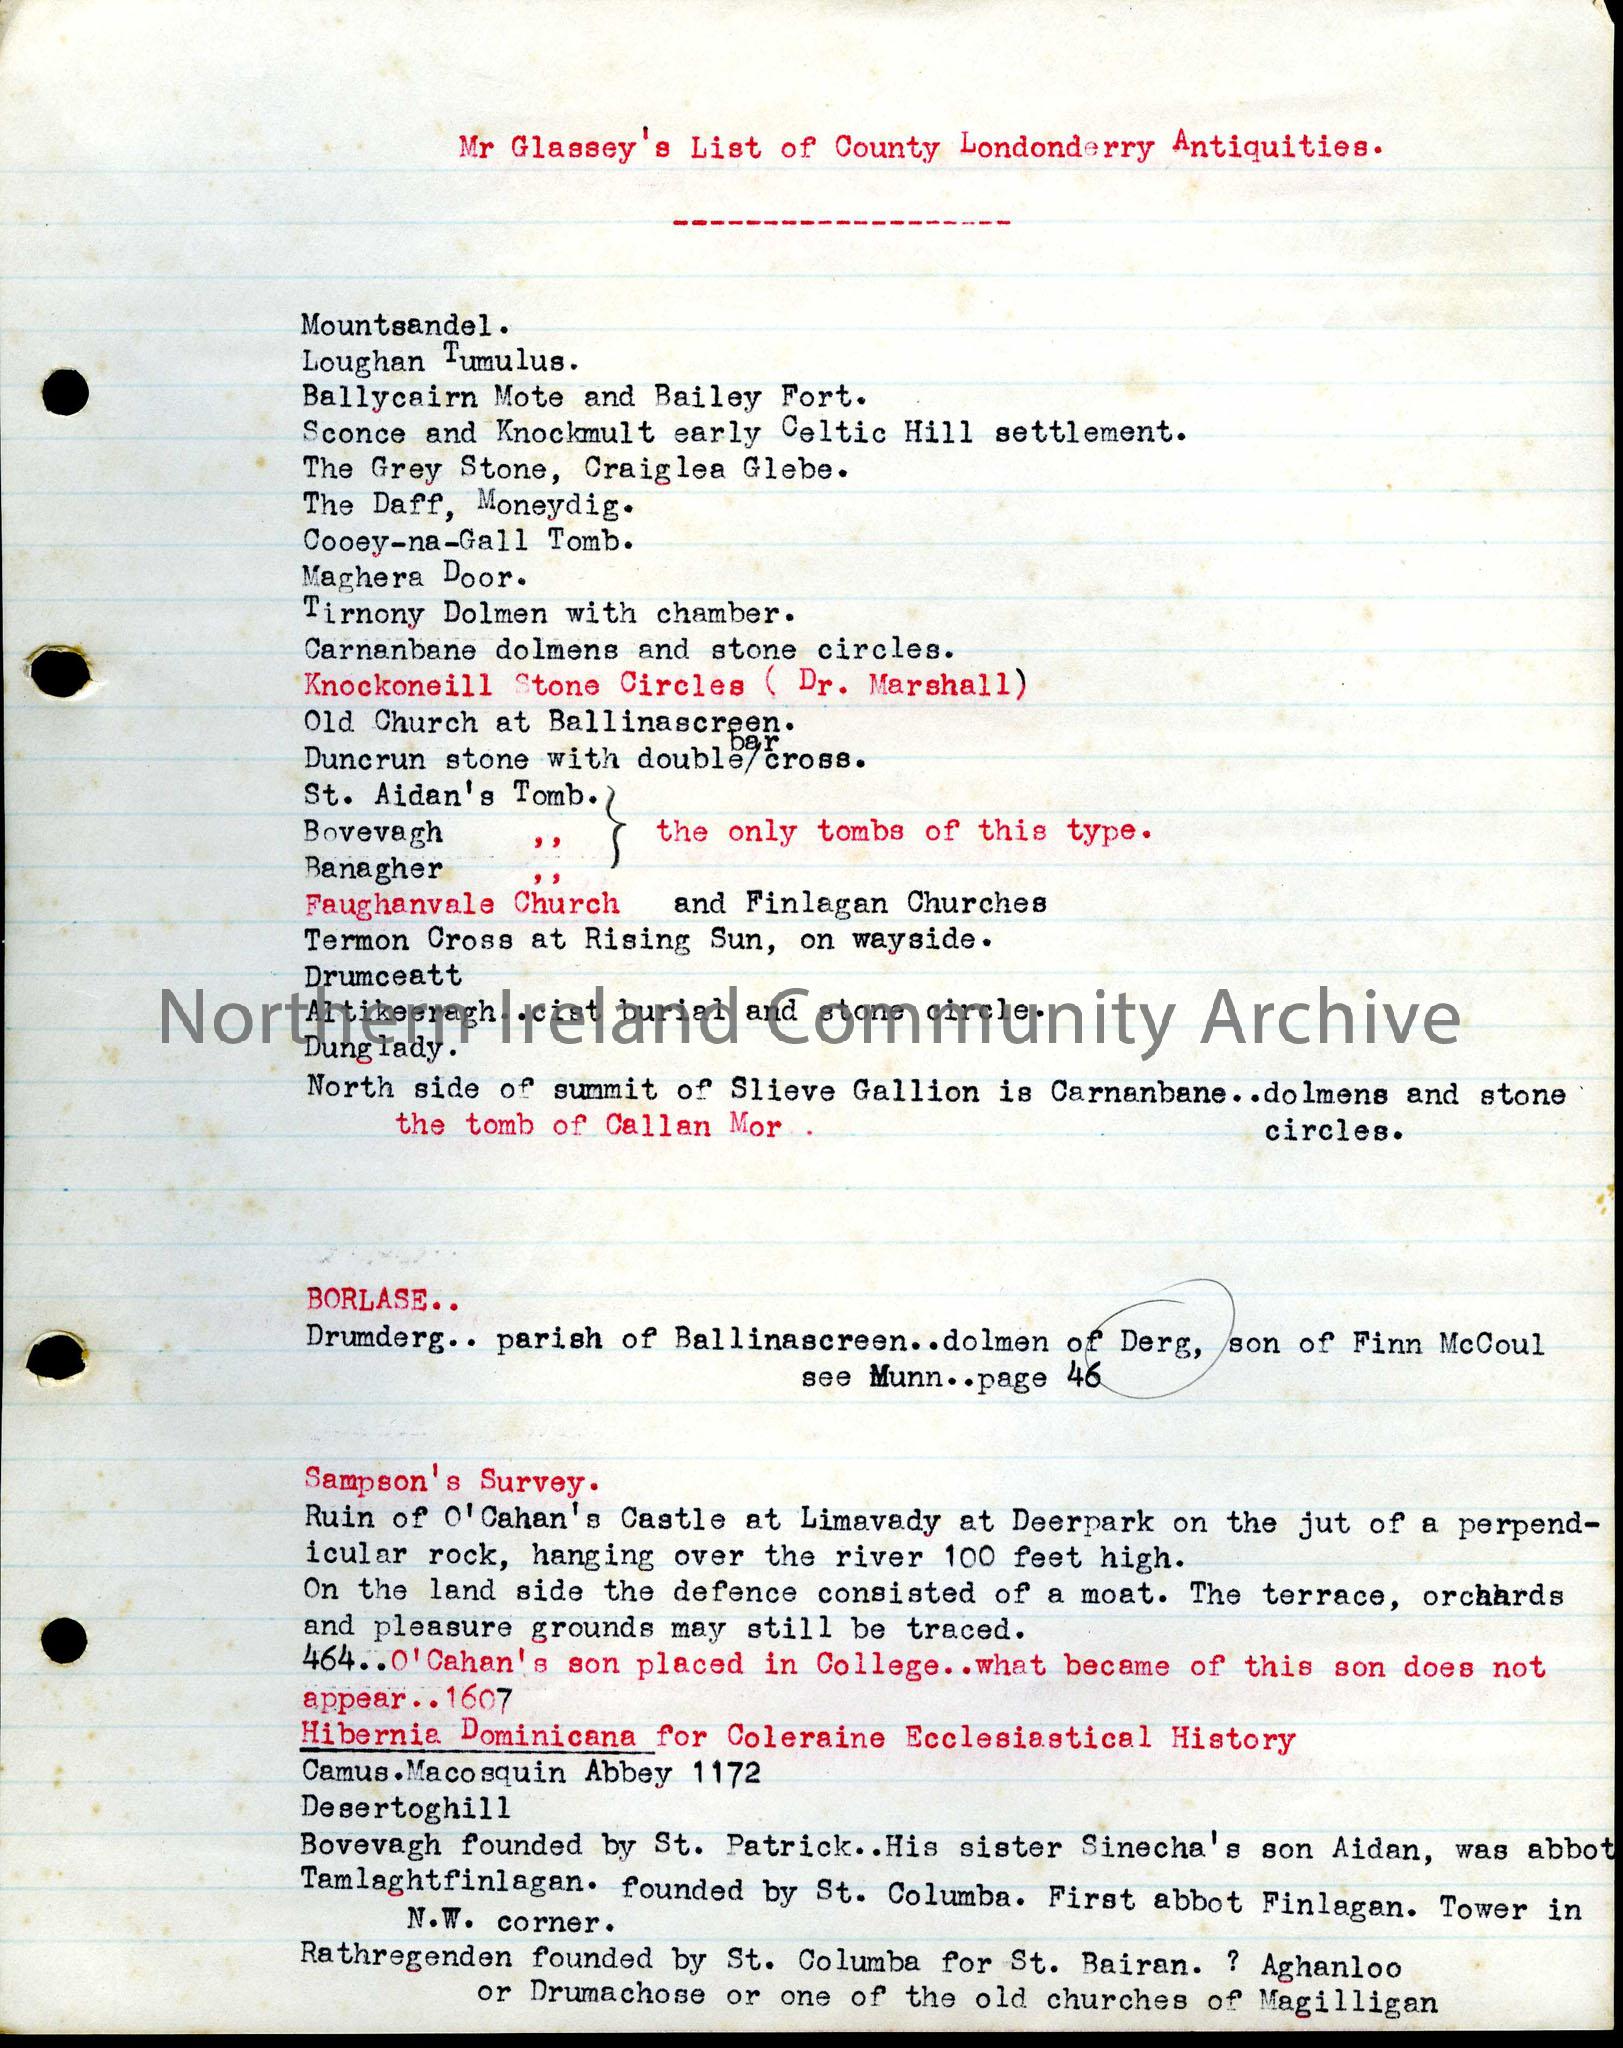 Mr Glassey's List of County Londonderry Antiquities.
-------------------
Mountsandel.
Loughan Tumulus.
Ballycairn Mote and Bailey Fort.
Sconce and Knockmult early Celtic Hill settlement.
The Grey Stone, Craiglea Glebe.
The Daff, Moneydig.
Cooey-na-Gall Tomb.
Maghera Door.
Tirnony Dolmen with chamber.
Carnanbane dolmens and stone circles.
Knockoneill Stone Circles ( Dr. Marshall)
Old Church at Ballinascreen.
bar
Duncrun stone with double/cross.
St. Aidan's Tomb.
Bovevagh ,, } the only tombs of this type.
Banagher ,,
Faughanvale Church and Finlagan Churches
Termon Cross at Rising Sun, on wayside.
Drumceatt
Altikeeragh..cist burial and stone circle.
Northern Ireland Community Archive
Dunglady.
North side of summit of Slieve Gallion is Carnanbane..dolmens and stone
the tomb of Callan Mor . circles.
BORLASE..
Drumderg.. parish of Ballinascreen..dolmen of Derg, son of Finn McCoul
see Munn..page 46
Sampson's Survey.
Ruin of O'Cahan's Castle at Limavady at Deerpark on the jut of a perpend-
icular rock, hanging over the river 100 feet high.
On the land side the defence consisted of a moat. The terrace, orchards
and pleasure grounds may still be traced.
464..O'Cahan's son placed in College..what became of this son does not
appear..1607
Hibernia Dominicana for Coleraine Ecclesiastical History
Camus.Macosquin Abbey 1172
Desertoghill
Bovevagh founded by St. Patrick..His sister Sinecha's son Aidan, was abbot
Tamlaghtfinlagan. founded by St. Columba. First abbot Finlagan. Tower in
N.W. corner.
Rathregenden founded by St. Columba for St. Bairan. ? Aghanloo
or Drumachose or one of the old churches of Magilligan